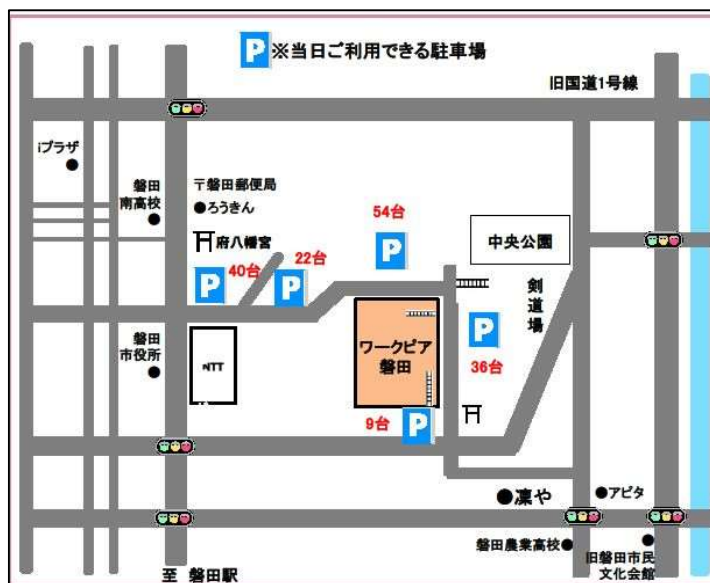 P ※当日ご利用できる駐車場
旧国道1号線
iプラザ
磐田
南高校
〒磐田郵便局
●ろうきん
府八幡宮
54台
中央公園
22台
40台
P
P
P
剣道場
磐田
市役所
NTT
ワークピア
磐田
P
36台
9台
P
●凜や
●アピタ
磐田農業高校●
旧磐田市民
文化会館
至 磐田駅